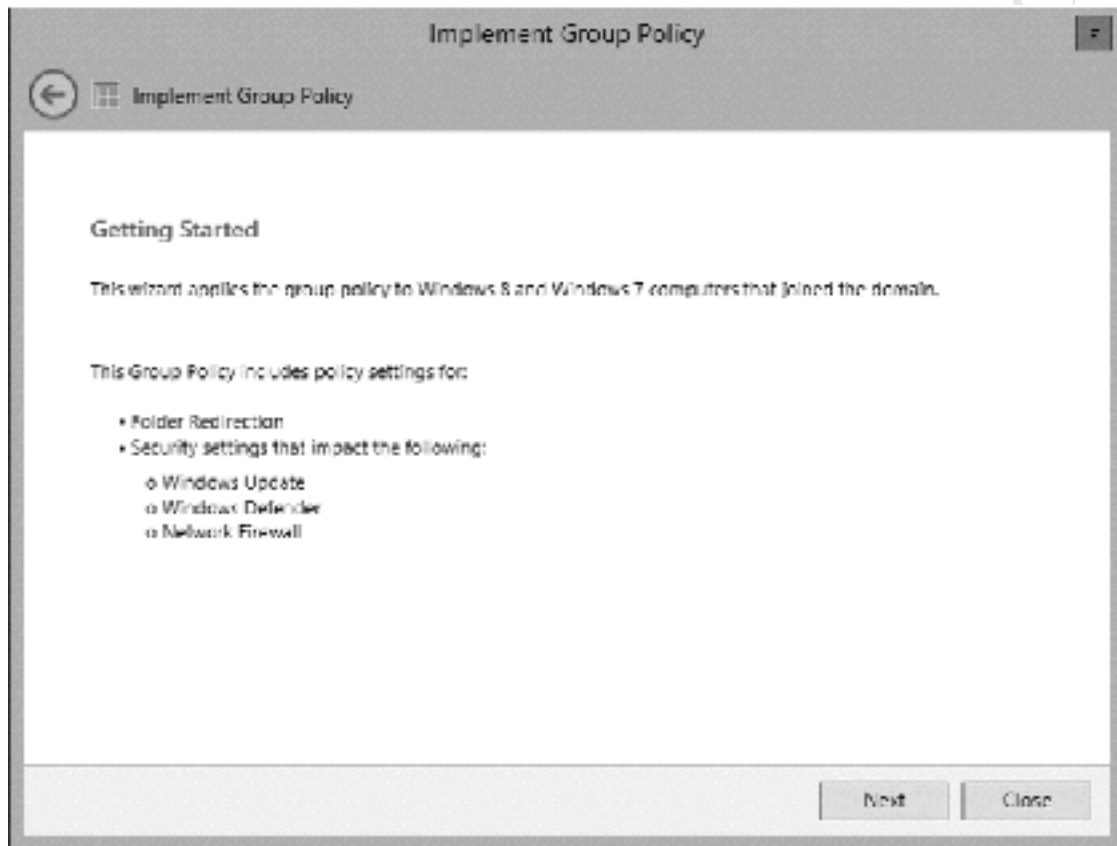 Implement Group Policy
Implement Group Policy
Getting Started
This wizard applies the group policy to Windows 8 and Windows 7 computers that joined the domain.
This Group Policy includes policy settings for:
• Folder Redirection
• Security settings that impact the following:
o Windows Update
o Windows Defender
o Network Firewall
Next Close